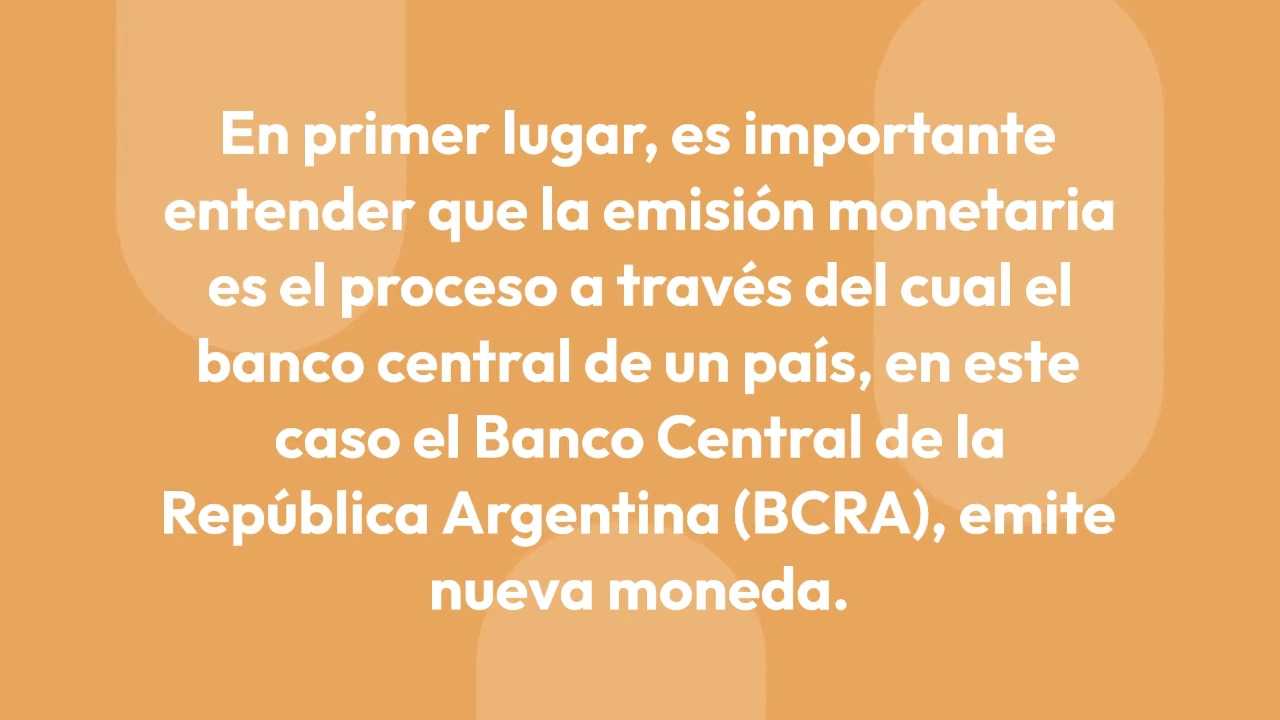 En primer lugar, es importante
entender que la emisión monetaria
es el proceso a través del cual el
banco central de un país, en este
caso el Banco Central de la
República Argentina (BCRA), emite
nueva moneda.